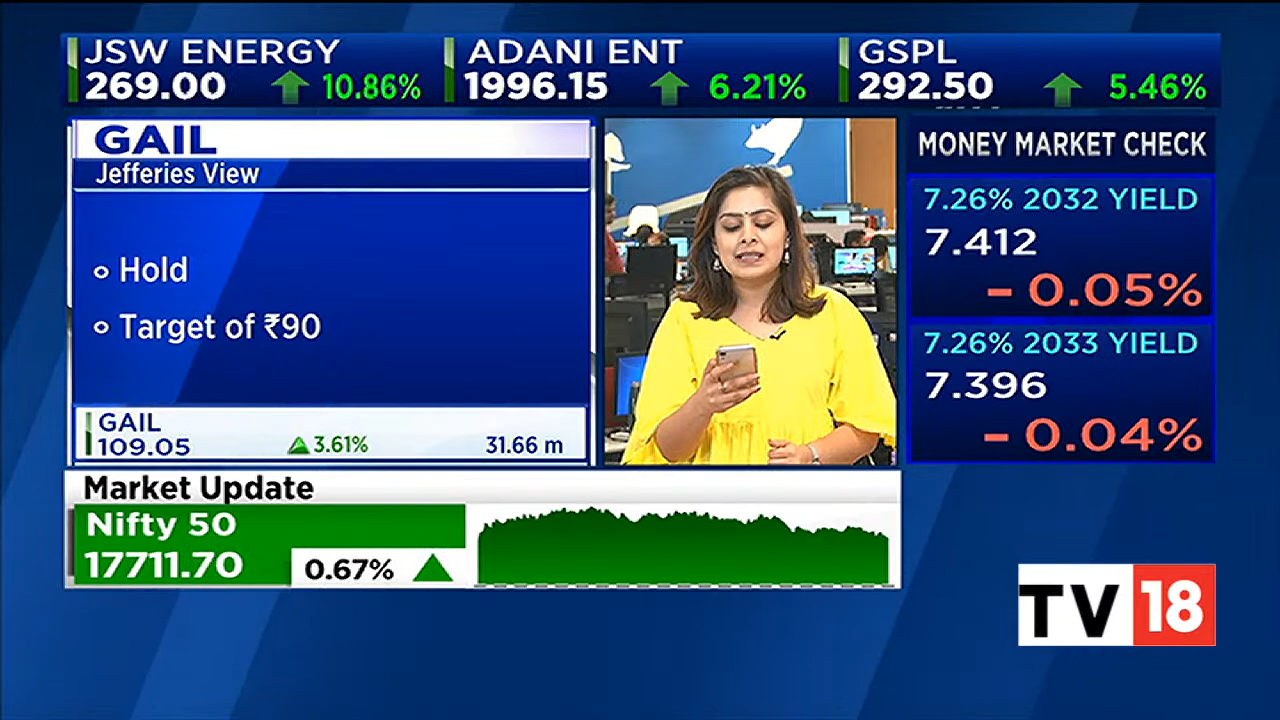 JSW ENERGY
269.00 10.86%
ADANI ENT
1996.15 6.21%
GSPL
292.50 5.46%
GAIL
Jefferies View
Hold
Target of ₹90
GAIL
109.05 3.61% 31.66 m
MONEY MARKET CHECK
7.26% 2032 YIELD
7.412
- 0.05%
7.26% 2033 YIELD
7.396
- 0.04%
Market Update
Nifty 50
17711.70 0.67%
TV 18